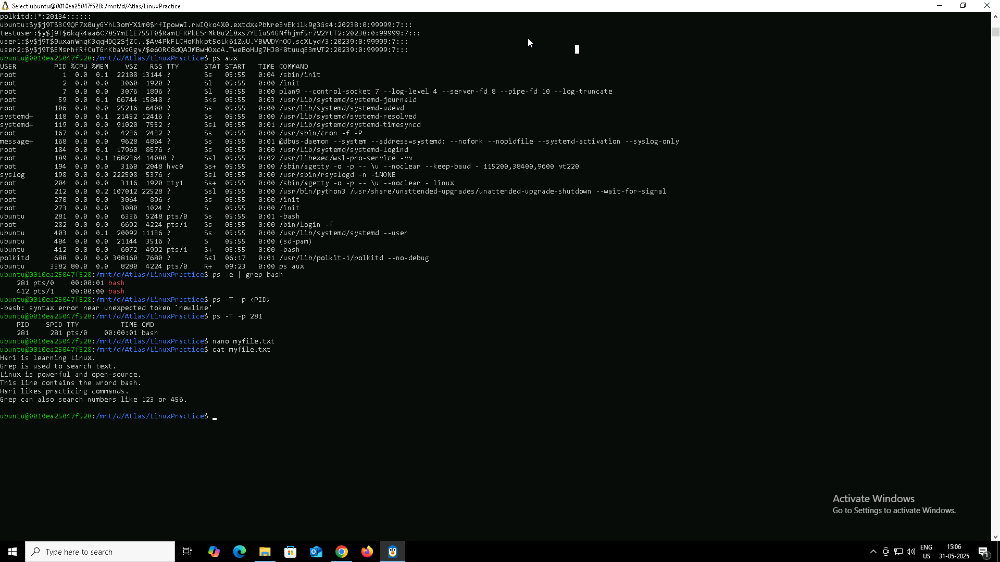 Select ubuntu@0010ea25047f528: /mnt/d/Atlas/LinuxPractice
polkitd:!*:20134::::::
ubuntu:$y$j9T$3C9QF7x0uyGYhL3omYXim0$rfIpowWI.rwIQko4X0.extdxaPbNre3vEk1lk9g3Gs4:20238:0:99999:7:::
testuser:$y$j9T$6kqR4aa6C78SYmIlE755T0$RamLFKPkESrMk8u2i8xs7YEiu54GNfhjmf5r7W2YtT2:20238:0:99999:7:::
user1:$y$j9T$9uxanWhqK3qqHDQ2SjZC..$Av4PkFLCHoKhkpt5oLk61ZwU.YBWWDYnOO.scXLyd/3:20239:0:99999:7:::
user2:$y$j9T$EMsrhfRfCuTGnKbaVsGgv/$e6ORC8dQAJMBwHOxcA.TweBoHUg7HJ8f8tuuqE3mWT2:20239:0:99999:7:::
ubuntu@0010ea25047f528:/mnt/d/Atlas/LinuxPractice$ ps aux
USER PID %CPU %MEM VSZ RSS TTY STAT START TIME COMMAND
root 1 0.0 0.1 22188 13144 ? Ss 05:55 0:04 /sbin/init
root 2 0.0 0.0 3060 1920 ? Sl 05:55 0:00 /init
root 7 0.0 0.0 3076 1896 ? Sl 05:55 0:00 plan9 --control-socket 7 --log-level 4 --server-fd 8 --pipe-fd 10 --log-truncate
root 59 0.0 0.1 66744 15848 ? S<s 05:55 0:03 /usr/lib/systemd/systemd-journald
root 106 0.0 0.0 25216 6400 ? Ss 05:55 0:00 /usr/lib/systemd/systemd-udevd
systemd+ 118 0.0 0.1 21452 12416 ? Ss 05:55 0:00 /usr/lib/systemd/systemd-resolved
systemd+ 119 0.0 0.0 91020 7552 ? Ssl 05:55 0:01 /usr/lib/systemd/systemd-timesyncd
root 167 0.0 0.0 4236 2432 ? Ss 05:55 0:00 /usr/sbin/cron -f -P
message+ 168 0.0 0.0 9628 4864 ? Ss 05:55 0:01 @dbus-daemon --system --address=systemd: --nofork --nopidfile --systemd-activation --syslog-only
root 184 0.0 0.1 17960 8576 ? Ss 05:55 0:00 /usr/lib/systemd/systemd-logind
root 189 0.0 0.1 1682364 14080 ? Ssl 05:55 0:02 /usr/libexec/wsl-pro-service -vv
root 194 0.0 0.0 3160 2048 hvc0 Ss+ 05:55 0:00 /sbin/agetty -o -p -- \u --noclear --keep-baud - 115200,38400,9600 vt220
syslog 198 0.0 0.0 222508 5376 ? Ssl 05:55 0:00 /usr/sbin/rsyslogd -n -iNONE
root 204 0.0 0.0 3116 1920 tty1 Ss+ 05:55 0:00 /sbin/agetty -o -p -- \u --noclear - linux
root 212 0.0 0.2 107012 22528 ? Ssl 05:55 0:00 /usr/bin/python3 /usr/share/unattended-upgrades/unattended-upgrade-shutdown --wait-for-signal
root 270 0.0 0.0 3064 896 ? Ss 05:55 0:00 /init
root 273 0.0 0.0 3080 1024 ? S 05:55 0:00 /init
ubuntu 281 0.0 0.0 6336 5248 pts/0 Ss 05:55 0:01 -bash
root 282 0.0 0.0 6692 4224 pts/1 Ss 05:55 0:00 /bin/login -f
ubuntu 403 0.0 0.1 20092 11136 ? Ss 05:55 0:00 /usr/lib/systemd/systemd --user
ubuntu 404 0.0 0.0 21144 3516 ? S 05:55 0:00 (sd-pam)
ubuntu 412 0.0 0.0 6072 4992 pts/1 S+ 05:55 0:00 -bash
polkitd 688 0.0 0.0 308160 7680 ? Ssl 06:17 0:01 /usr/lib/polkit-1/polkitd --no-debug
ubuntu 3382 80.0 0.0 8280 4224 pts/0 R+ 09:23 0:00 ps aux
ubuntu@0010ea25047f528:/mnt/d/Atlas/LinuxPractice$ ps -e | grep bash
281 pts/0 00:00:01 bash
412 pts/1 00:00:00 bash
ubuntu@0010ea25047f528:/mnt/d/Atlas/LinuxPractice$ ps -T -p <PID>
-bash: syntax error near unexpected token `newline'
ubuntu@0010ea25047f528:/mnt/d/Atlas/LinuxPractice$ ps -T -p 281
PID SPID TTY TIME CMD
281 281 pts/0 00:00:01 bash
ubuntu@0010ea25047f528:/mnt/d/Atlas/LinuxPractice$ nano myfile.txt
ubuntu@0010ea25047f528:/mnt/d/Atlas/LinuxPractice$ cat myfile.txt
Hari is learning Linux.
Grep is used to search text.
Linux is powerful and open-source.
This line contains the wrord bash.
Hari likes practicing commands.
Grep can also search numbers like 123 or 456.
ubuntu@0010ea25047f528:/mnt/d/Atlas/LinuxPractice$
Activate Windows
Go to Settings to activate Windows.
Type here to search
ENG
US
15:06
31-05-2025
1